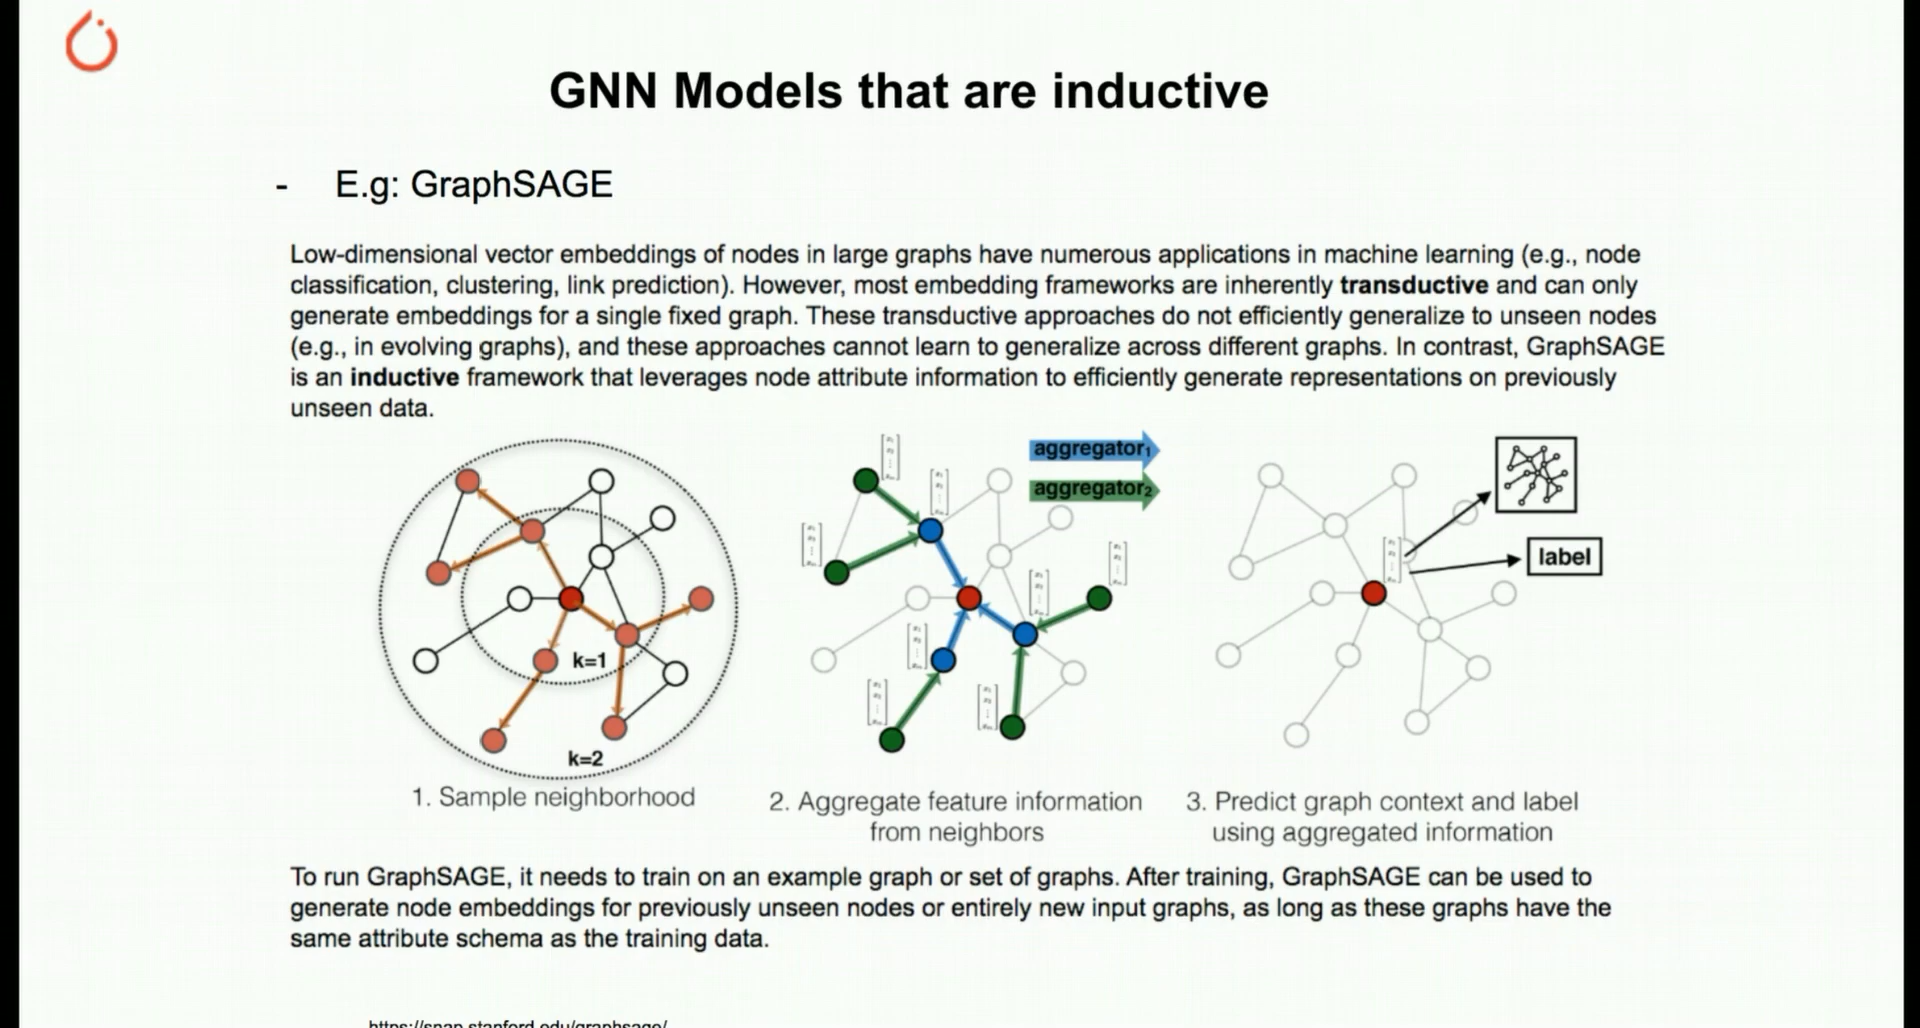 GNN Models that are inductive
- E.g: GraphSAGE
Low-dimensional vector embeddings of nodes in large graphs have numerous applications in machine learning (e.g., node
classification, clustering, link prediction). However, most embedding frameworks are inherently transductive and can only
generate embeddings for a single fixed graph. These transductive approaches do not efficiently generalize to unseen nodes
(e.g., in evolving graphs), and these approaches cannot learn to generalize across different graphs. In contrast, GraphSAGE
is an inductive framework that leverages node attribute information to efficiently generate representations on previously
unseen data.
k=1
k=2
1. Sample neighborhood
aggregator₁
aggregator₂
2. Aggregate feature information
from neighbors
label
3. Predict graph context and label
using aggregated information
To run GraphSAGE, it needs to train on an example graph or set of graphs. After training, GraphSAGE can be used to
generate node embeddings for previously unseen nodes or entirely new input graphs, as long as these graphs have the
same attribute schema as the training data.
https://snap.stanford.edu/graphsage/